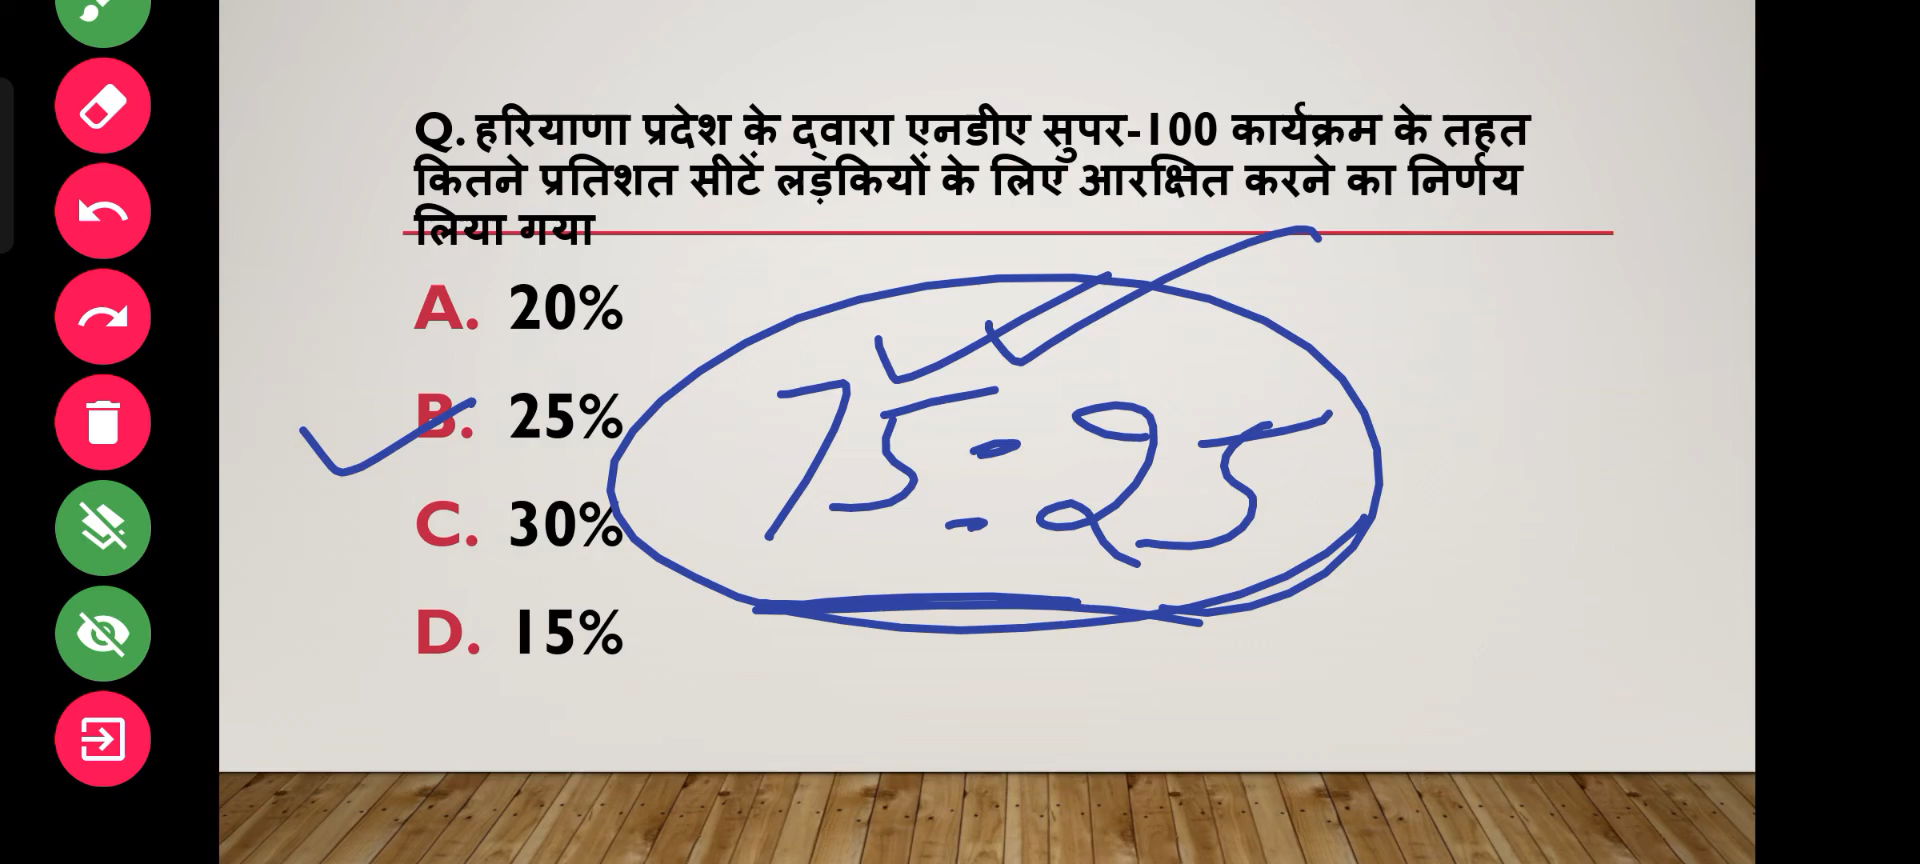 Q. हरियाणा प्रदेश के द्वारा एनडीए सुपर-100 कार्यक्रम के तहत
कितने प्रतिशत सीटें लड़कियों के लिए आरक्षित करने का निर्णय
लिया गया
A. 20%
B. 25%
C. 30%
D. 15%
75 = 25